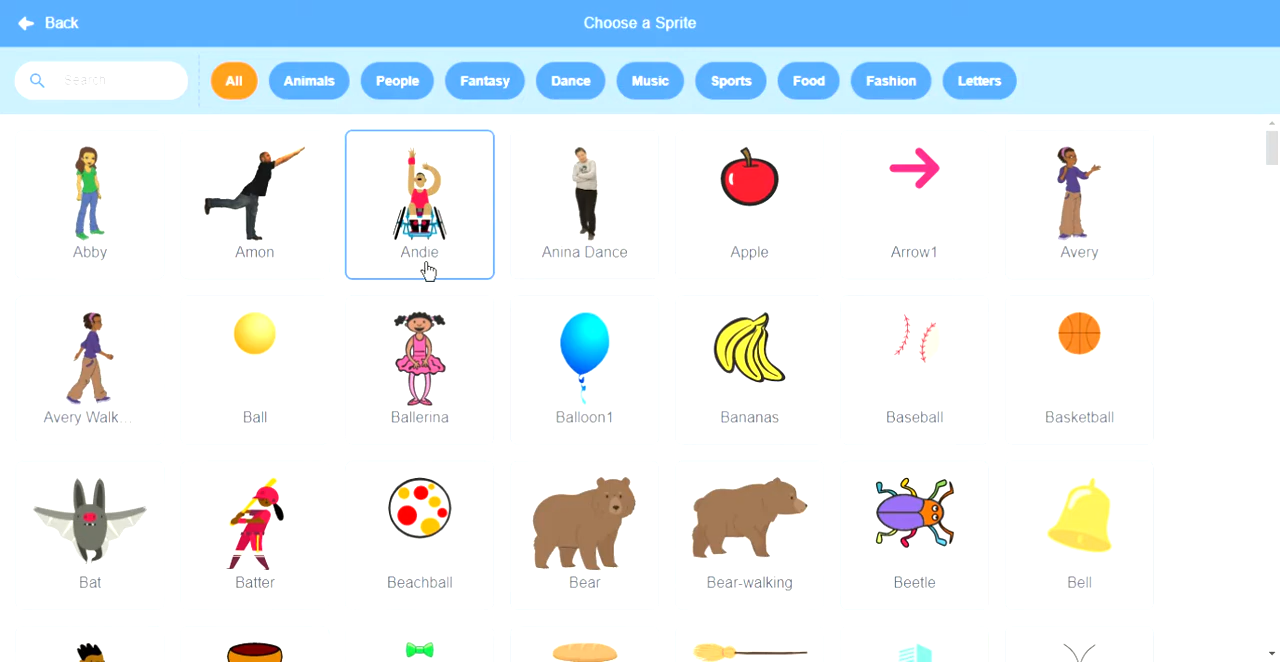 Back
Choose a Sprite
Search
All
Animals
People
Fantasy
Dance
Music
Sports
Food
Fashion
Letters
Abby
Amon
Andie
Anina Dance
Apple
Arrow1
Avery
Avery Walk...
Ball
Ballerina
Balloon1
Bananas
Baseball
Basketball
Bat
Batter
Beachball
Bear
Bear-walking
Beetle
Bell